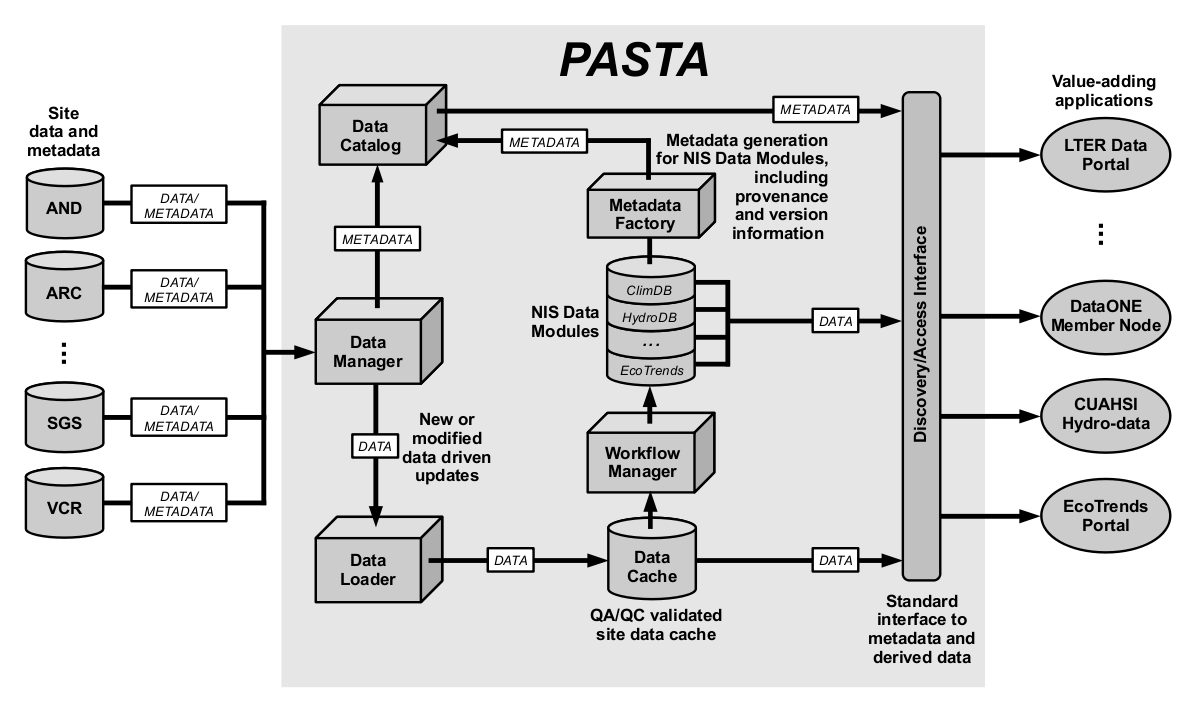 PASTA
Site
data and
metadata
AND
DATA/
METADATA
ARC
DATA/
METADATA
...
SGS
DATA/
METADATA
VCR
DATA/
METADATA
Data
Catalog
METADATA
METADATA
Metadata generation
for NIS Data Modules,
including
provenance
and version
information
METADATA
Metadata
Factory
Data
Manager
NIS Data
Modules
ClimDB
HydroDB
...
EcoTrends
DATA
DATA
New or
modified
data driven
updates
Workflow
Manager
Data
Loader
DATA
Data
Cache
DATA
QA/QC validated
site data cache
Discovery/Access Interface
Standard
interface to
metadata and
derived data
Value-adding
applications
LTER Data
Portal
...
DataONE
Member Node
CUAHSI
Hydro-data
EcoTrends
Portal